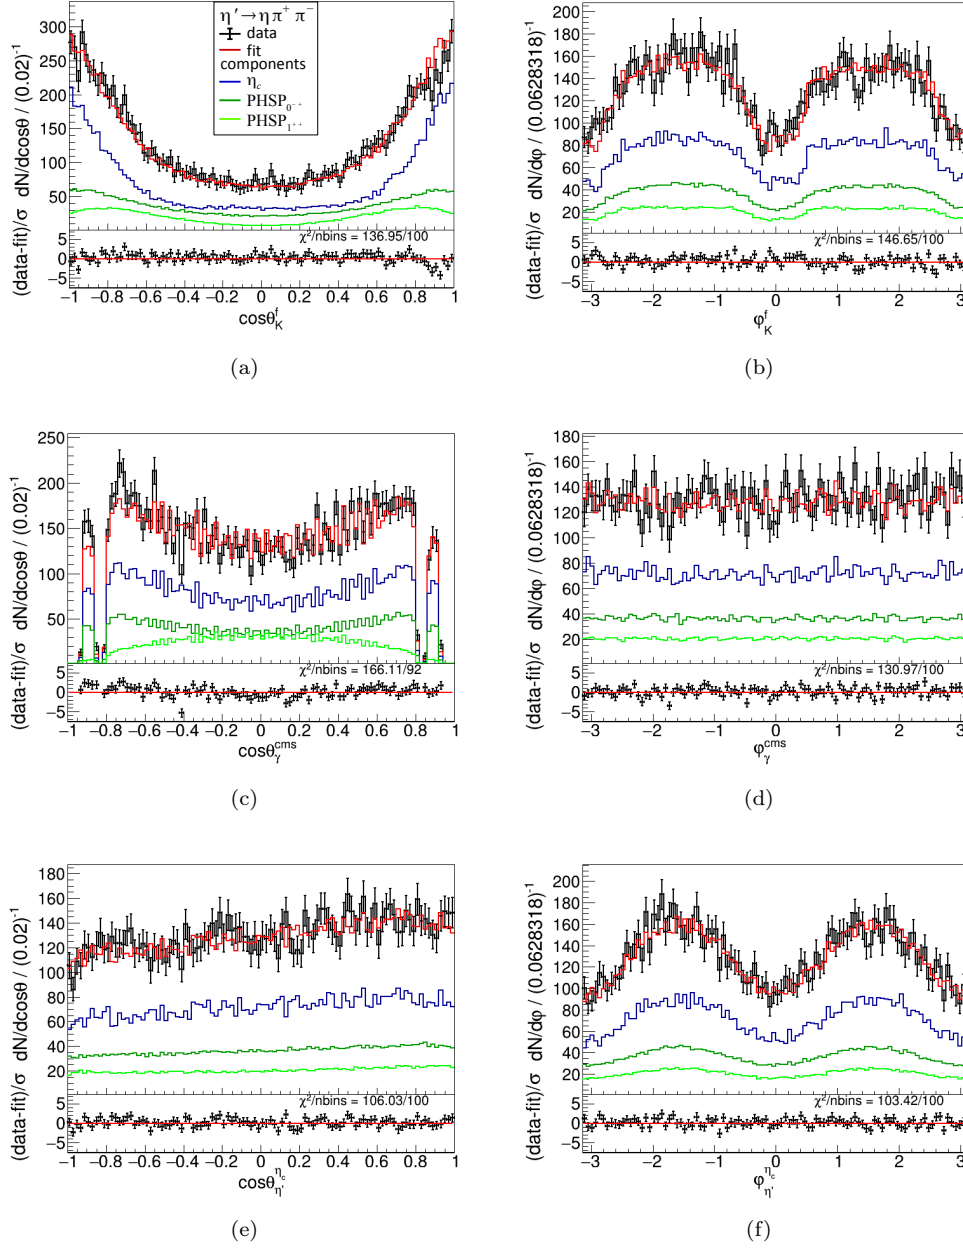 η′→ηπ⁺ π⁻
data
fit
components
η_c
PHSP_0⁻⁺
PHSP_1⁺⁺
dN/dcosθ / (0.02)⁻¹
300
250
200
150
100
50
(data-fit)/σ
5
0
−5
χ²/nbins = 136.95/100
−1 −0.8 −0.6 −0.4 −0.2 0 0.2 0.4 0.6 0.8 1
cosθ_K^f
(a)
dN/dφ / (0.0628318)⁻¹
200
180
160
140
120
100
80
60
40
20
(data-fit)/σ
5
0
−5
χ²/nbins = 146.65/100
−3 −2 −1 0 1 2 3
φ_K^f
(b)
dN/dcosθ / (0.02)⁻¹
250
200
150
100
50
(data-fit)/σ
5
0
−5
χ²/nbins = 166.11/92
−1 −0.8 −0.6 −0.4 −0.2 0 0.2 0.4 0.6 0.8 1
cosθ_γ^cms
(c)
dN/dφ / (0.0628318)⁻¹
180
160
140
120
100
80
60
40
20
(data-fit)/σ
5
0
−5
χ²/nbins = 130.97/100
−3 −2 −1 0 1 2 3
φ_γ^cms
(d)
dN/dcosθ / (0.02)⁻¹
180
160
140
120
100
80
60
40
20
(data-fit)/σ
5
0
−5
χ²/nbins = 106.03/100
−1 −0.8 −0.6 −0.4 −0.2 0 0.2 0.4 0.6 0.8 1
cosθ_η′^η_c
(e)
dN/dφ / (0.0628318)⁻¹
200
180
160
140
120
100
80
60
40
20
(data-fit)/σ
5
0
−5
χ²/nbins = 103.42/100
−3 −2 −1 0 1 2 3
φ_η′^η_c
(f)